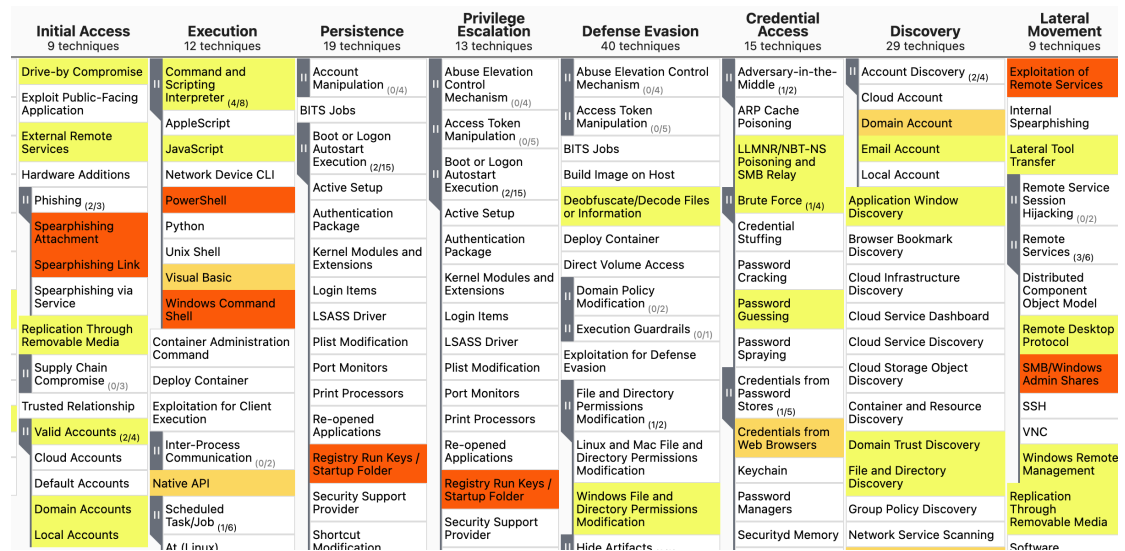 Initial Access
9 techniques
Drive-by Compromise
Exploit Public-Facing
Application
External Remote
Services
Hardware Additions
Phishing (2/3)
Spearphishing
Attachment
Spearphishing Link
Spearphishing via
Service
Replication Through
Removable Media
Supply Chain
Compromise (0/3)
Trusted Relationship
Valid Accounts (2/4)
Cloud Accounts
Default Accounts
Domain Accounts
Local Accounts
Execution
12 techniques
Command and
Scripting
Interpreter (4/8)
AppleScript
JavaScript
Network Device CLI
PowerShell
Python
Unix Shell
Visual Basic
Windows Command
Shell
Container Administration
Command
Deploy Container
Exploitation for Client
Execution
Inter-Process
Communication (0/2)
Native API
Scheduled
Task/Job (1/6)
At (Linux)
Persistence
19 techniques
Account
Manipulation (0/4)
BITS Jobs
Boot or Logon
Autostart
Execution (2/15)
Active Setup
Authentication
Package
Kernel Modules and
Extensions
Login Items
LSASS Driver
Plist Modification
Port Monitors
Print Processors
Re-opened
Applications
Registry Run Keys /
Startup Folder
Security Support
Provider
Shortcut
Modification
Privilege
Escalation
13 techniques
Abuse Elevation
Control
Mechanism (0/4)
Access Token
Manipulation (0/5)
Boot or Logon
Autostart
Execution (2/15)
Active Setup
Authentication
Package
Kernel Modules and
Extensions
Login Items
LSASS Driver
Plist Modification
Port Monitors
Print Processors
Re-opened
Applications
Registry Run Keys /
Startup Folder
Security Support
Provider
Defense Evasion
40 techniques
Abuse Elevation Control
Mechanism (0/4)
Access Token
Manipulation (0/5)
BITS Jobs
Build Image on Host
Deobfuscate/Decode Files
or Information
Deploy Container
Direct Volume Access
Domain Policy
Modification (0/2)
Execution Guardrails (0/1)
Exploitation for Defense
Evasion
File and Directory
Permissions
Modification (1/2)
Linux and Mac File and
Directory Permissions
Modification
Windows File and
Directory Permissions
Modification
Hide Artifacts
Credential
Access
15 techniques
Adversary-in-the-
Middle (1/2)
ARP Cache
Poisoning
LLMNR/NBT-NS
Poisoning and
SMB Relay
Brute Force (1/4)
Credential
Stuffing
Password
Cracking
Password
Guessing
Password
Spraying
Credentials from
Password
Stores (1/5)
Credentials from
Web Browsers
Keychain
Password
Managers
Securityd Memory
Discovery
29 techniques
Account Discovery (2/4)
Cloud Account
Domain Account
Email Account
Local Account
Application Window
Discovery
Browser Bookmark
Discovery
Cloud Infrastructure
Discovery
Cloud Service Dashboard
Cloud Service Discovery
Cloud Storage Object
Discovery
Container and Resource
Discovery
Domain Trust Discovery
File and Directory
Discovery
Group Policy Discovery
Network Service Scanning
Lateral
Movement
9 techniques
Exploitation of
Remote Services
Internal
Spearphishing
Lateral Tool
Transfer
Remote Service
Session
Hijacking (0/2)
Remote
Services (3/6)
Distributed
Component
Object Model
Remote Desktop
Protocol
SMB/Windows
Admin Shares
SSH
VNC
Windows Remote
Management
Replication
Through
Removable Media
Software